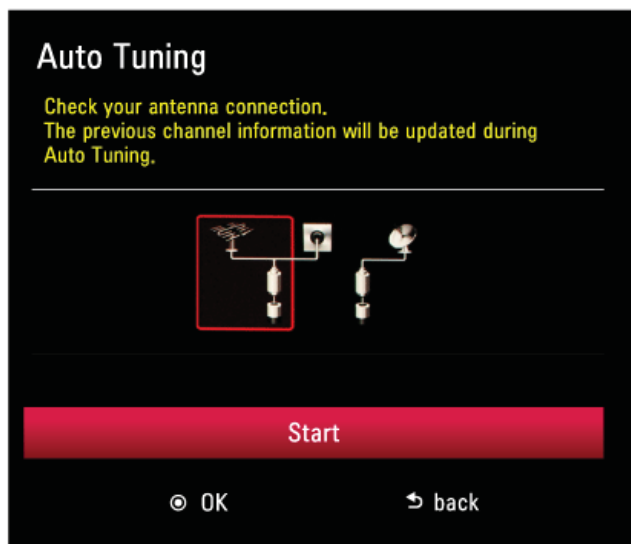 Auto Tuning
Check your antenna connection.
The previous channel information will be updated during
Auto Tuning.
Start
OK
back